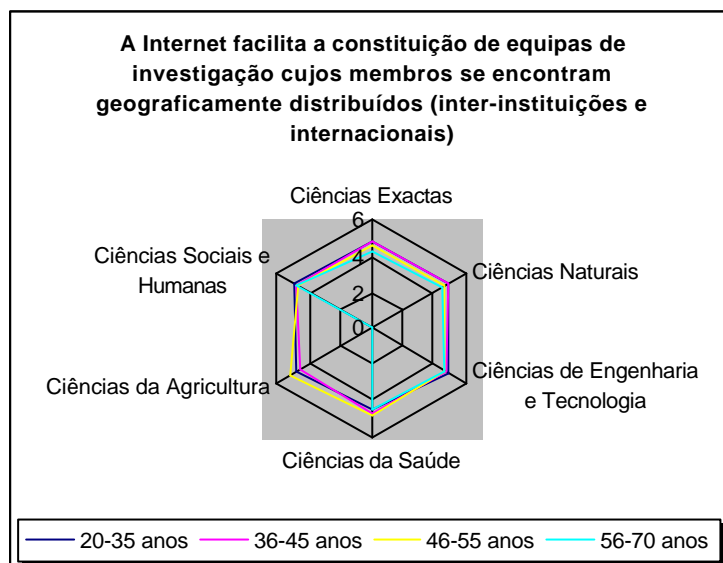 A Internet facilita a constituição de equipas de
investigação cujos membros se encontram
geograficamente distribuídos (inter-instituições e
internacionais)
Ciências Exactas
6
4
2
0
Ciências Sociais e
Humanas
Ciências Naturais
Ciências da Agricultura
Ciências de Engenharia
e Tecnologia
Ciências da Saúde
20-35 anos 36-45 anos 46-55 anos 56-70 anos